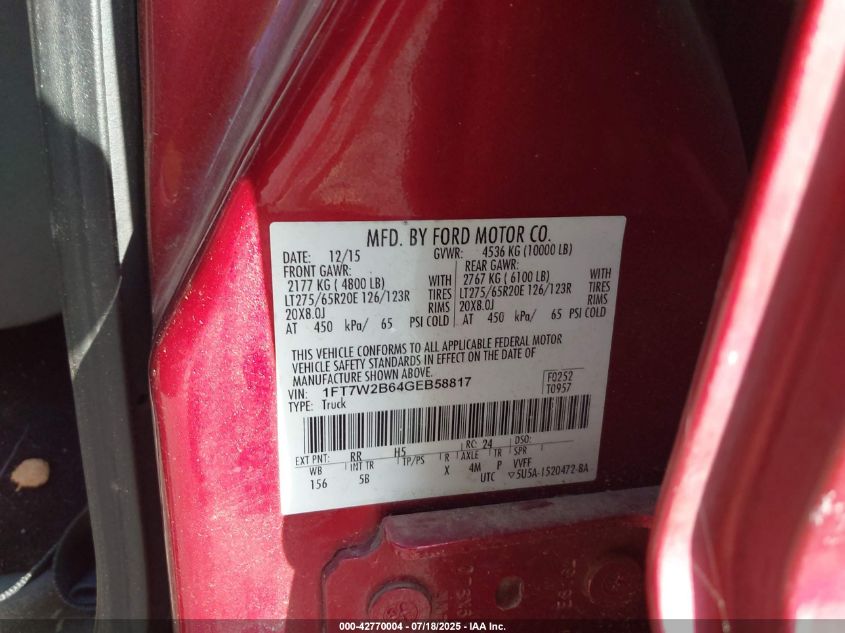 MFD. BY FORD MOTOR CO.
DATE: 12/15 GVWR: 4536 KG (10000 LB)
FRONT GAWR: REAR GAWR:
2177 KG ( 4800 LB) WITH 2767 KG ( 6100 LB) WITH
LT275/65R20E 126/123R TIRES LT275/65R20E 126/123R TIRES
20X8.0J RIMS 20X8.0J RIMS
AT 450 kPa/ 65 PSI COLD AT 450 kPa/ 65 PSI COLD
THIS VEHICLE CONFORMS TO ALL APPLICABLE FEDERAL MOTOR
VEHICLE SAFETY STANDARDS IN EFFECT ON THE DATE OF
MANUFACTURE SHOWN ABOVE.
VIN: 1FT7W2B64GEB58817 F0252
TYPE: Truck T0957
EXT PNT: RR H5 RC: 24 DSO:
WB INT TR TP/PS R AXLE TR SPR
156 5B X 4M P VVFF
UTC ▽5U5A-1520472-BA
000-42770004 - 07/18/2025 - IAA Inc.